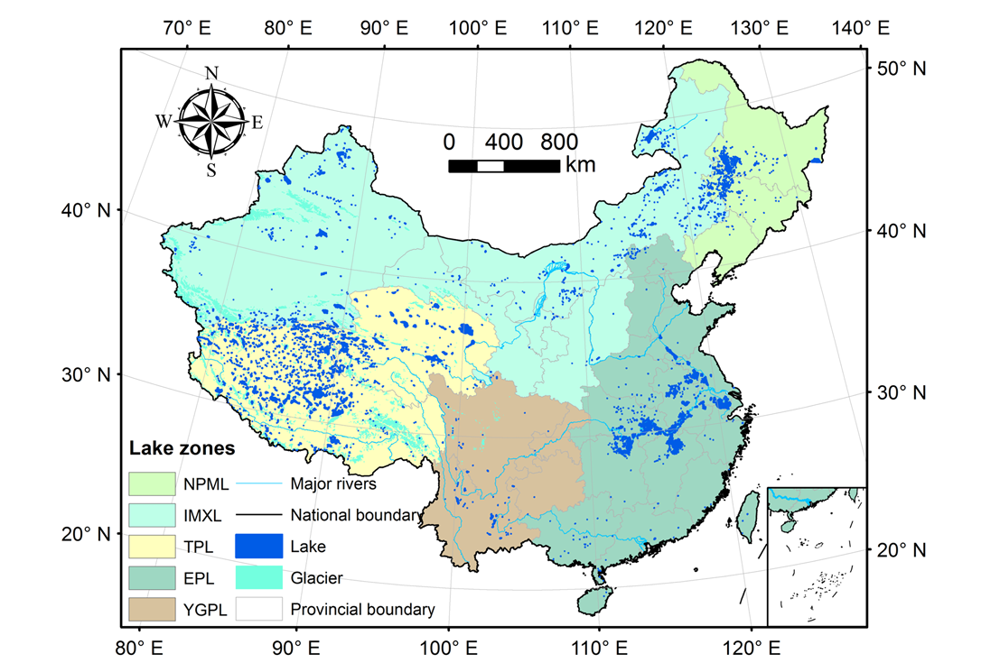 70° E 80° E 90° E 100° E 110° E 120° E 130° E 140° E
50° N
N
W E
S
0 400 800
km
40° N
40° N
30° N
30° N
Lake zones
NPML Major rivers
IMXL National boundary
TPL Lake
20° N
20° N
EPL Glacier
YGPL Provincial boundary
80° E 90° E 100° E 110° E 120° E